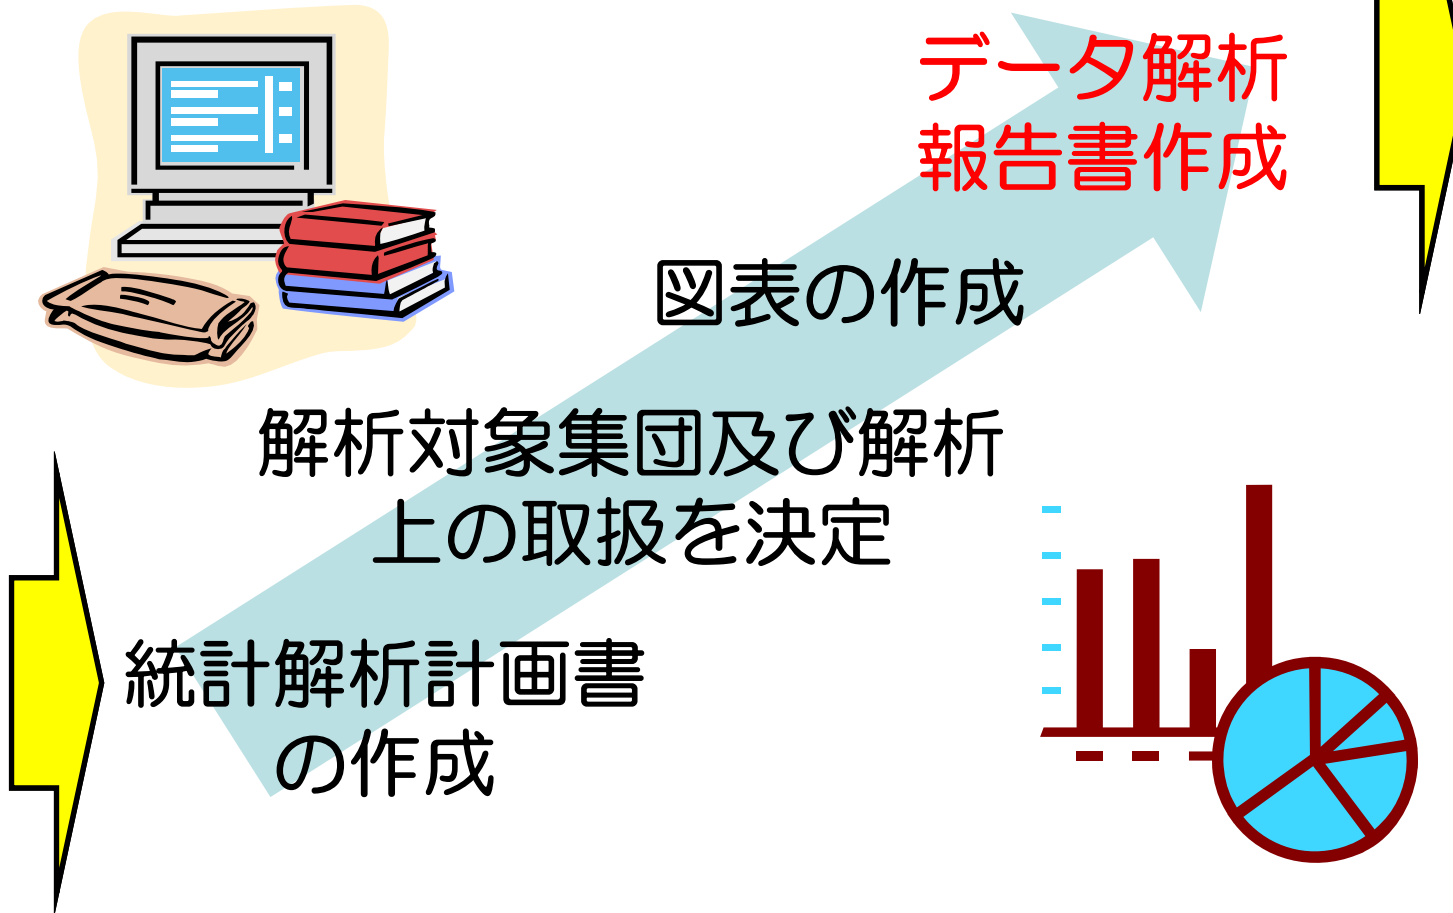 データ解析
報告書作成
図表の作成
解析対象集団及び解析
上の取扱を決定
統計解析計画書
の作成